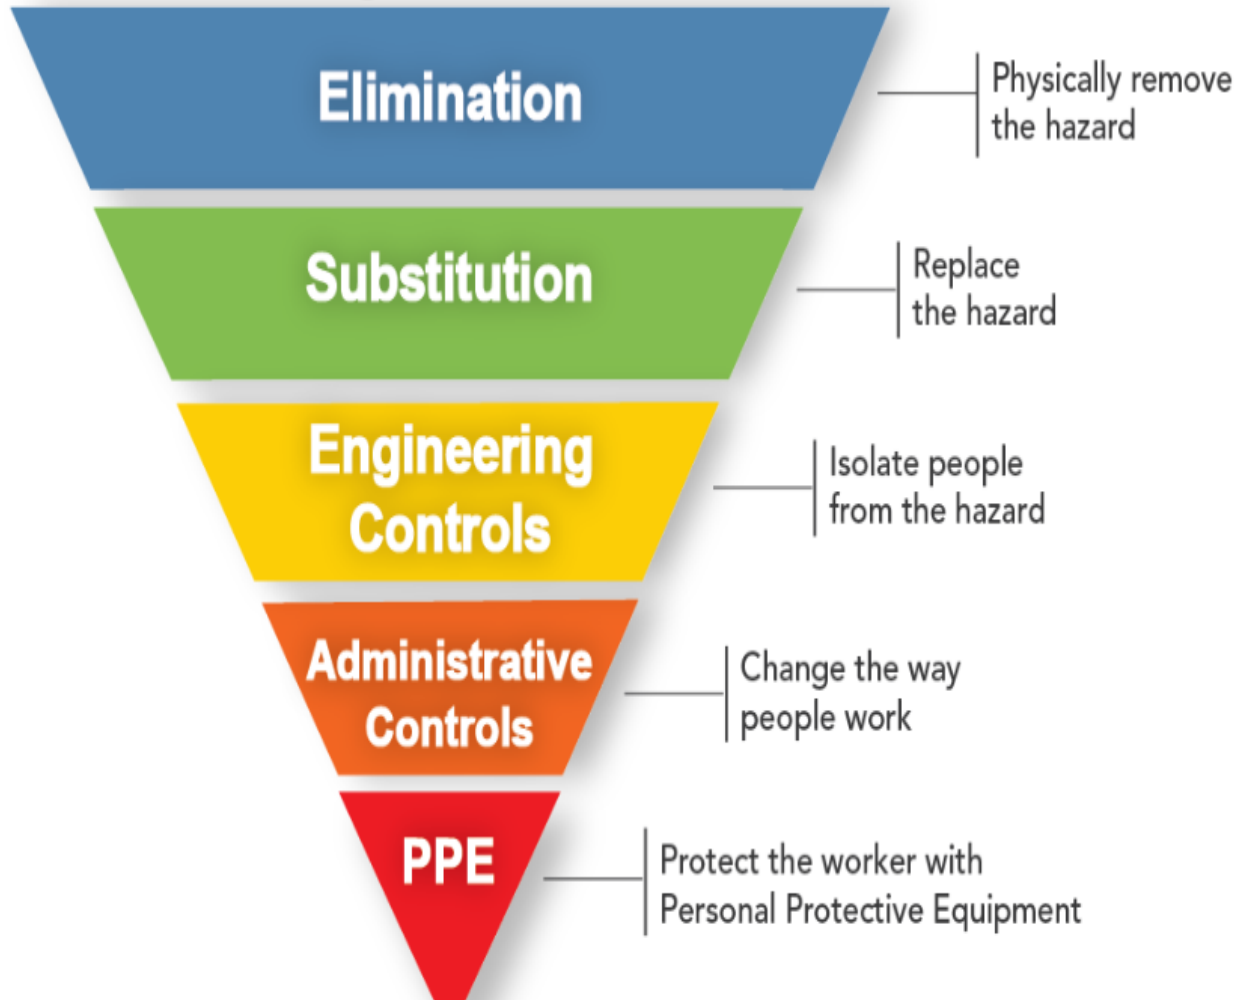 Elimination
Physically remove
the hazard
Substitution
Replace
the hazard
Engineering
Controls
Isolate people
from the hazard
Administrative
Controls
Change the way
people work
PPE
Protect the worker with
Personal Protective Equipment